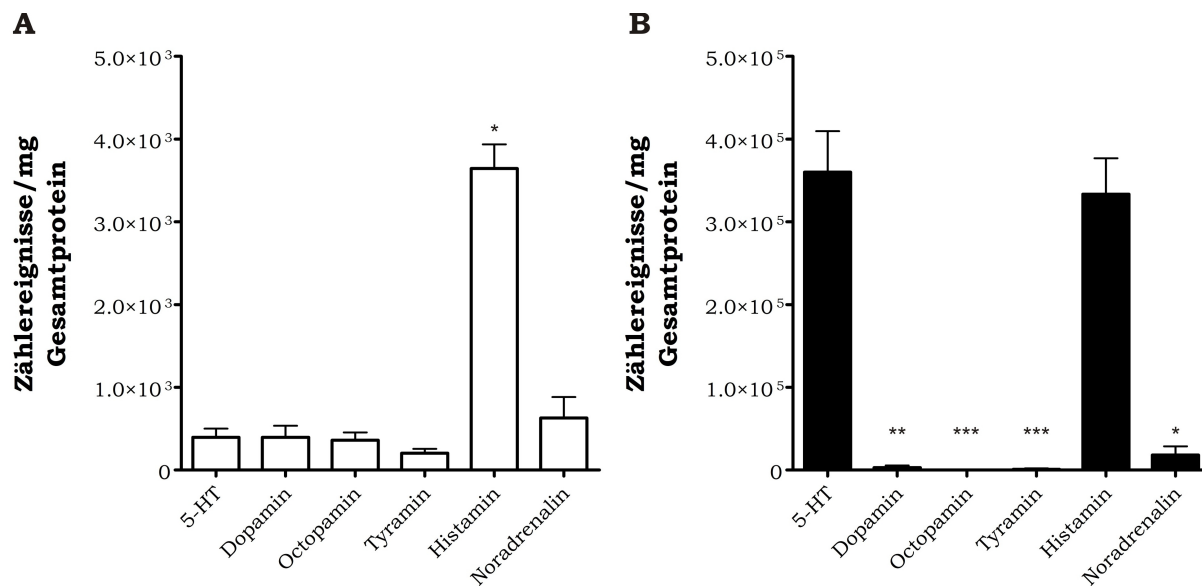 A
Zählereignisse/mg
Gesamtprotein
5.0×10³
4.0×10³
3.0×10³
2.0×10³
1.0×10³
0
*
5-HT
Dopamin
Octopamin
Tyramin
Histamin
Noradrenalin
B
Zählereignisse/mg
Gesamtprotein
5.0×10⁵
4.0×10⁵
3.0×10⁵
2.0×10⁵
1.0×10⁵
0
**
***
***
*
5-HT
Dopamin
Octopamin
Tyramin
Histamin
Noradrenalin